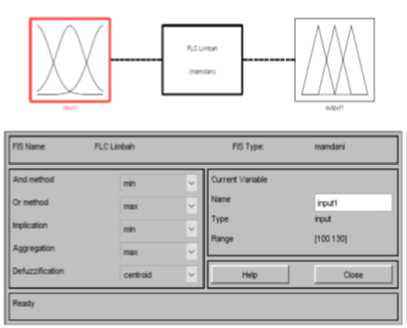 FLC Limbah
(mamdani)
input1
output1
FIS Name: FLC Limbah FIS Type: mamdani
And method min
Or method max
Implication min
Aggregation max
Defuzzification centroid
Current Variable
Name input1
Type input
Range [100 130]
Help Close
Ready